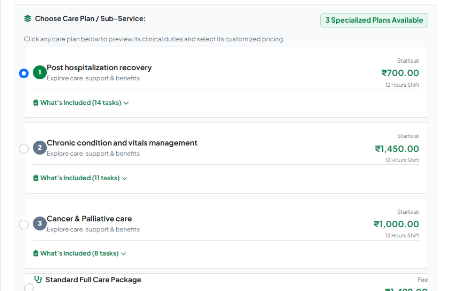 Choose Care Plan / Sub-Service:
3 Specialized Plans Available
Click any care plan below to preview its clinical duties and select its customized pricing.
1 Post hospitalization recovery
Explore care, support & benefits
Starts at
₹700.00
12 Hours Shift
What's Included (14 tasks)
2 Chronic condition and vitals management
Explore care, support & benefits
Starts at
₹1,450.00
12 Hours Shift
What's Included (11 tasks)
3 Cancer & Palliative care
Explore care, support & benefits
Starts at
₹1,000.00
12 Hours Shift
What's Included (8 tasks)
Standard Full Care Package
Fee